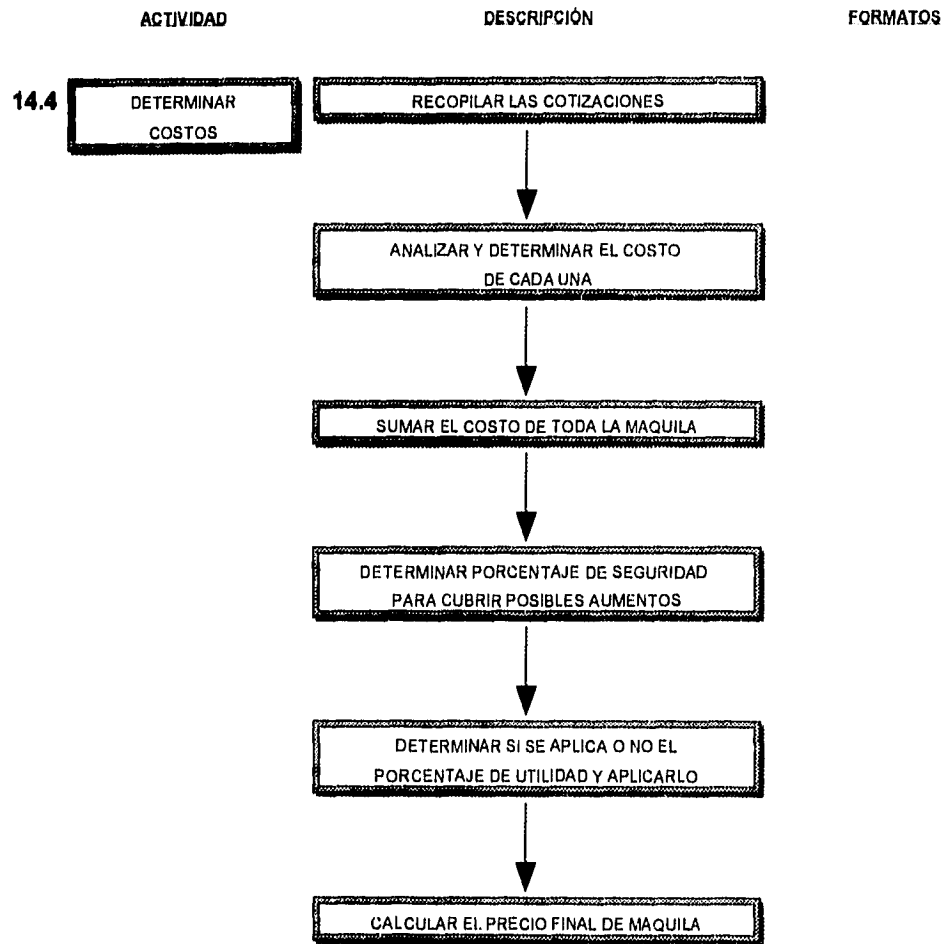 ACTIVIDAD DESCRIPCIÓN FORMATOS
14.4
DETERMINAR
COSTOS
RECOPILAR LAS COTIZACIONES
ANALIZAR Y DETERMINAR EL COSTO
DE CADA UNA
SUMAR EL COSTO DE TODA LA MAQUILA
DETERMINAR PORCENTAJE DE SEGURIDAD
PARA CUBRIR POSIBLES AUMENTOS
DETERMINAR SI SE APLICA O NO EL
PORCENTAJE DE UTILIDAD Y APLICARLO
CALCULAR EL PRECIO FINAL DE MAQUILA